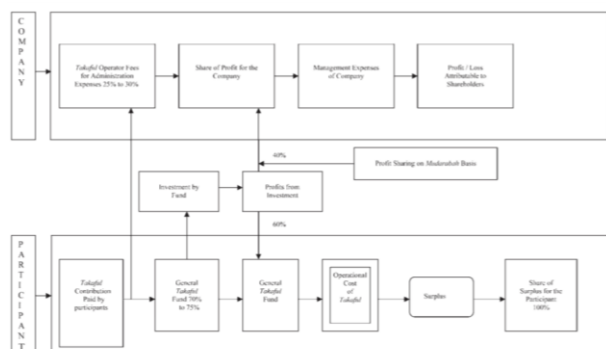 COMPANY
Takaful Operator Fees
for Administration
Expenses 25% to 30%
Share of Profit for the
Company
Management Expenses
of Company
Profit / Loss
Attributable to
Shareholders
40%
Profit Sharing on Mudarabah Basis
Investment by
Fund
Profits from
Investment
60%
PARTICIPANT
Takaful
Contribution
Paid by
participants
General
Takaful
Fund 70%
to 75%
General
Takaful
Fund
Operational
Cost
of
Takaful
Surplus
Share of
Surplus for the
Participant
100%